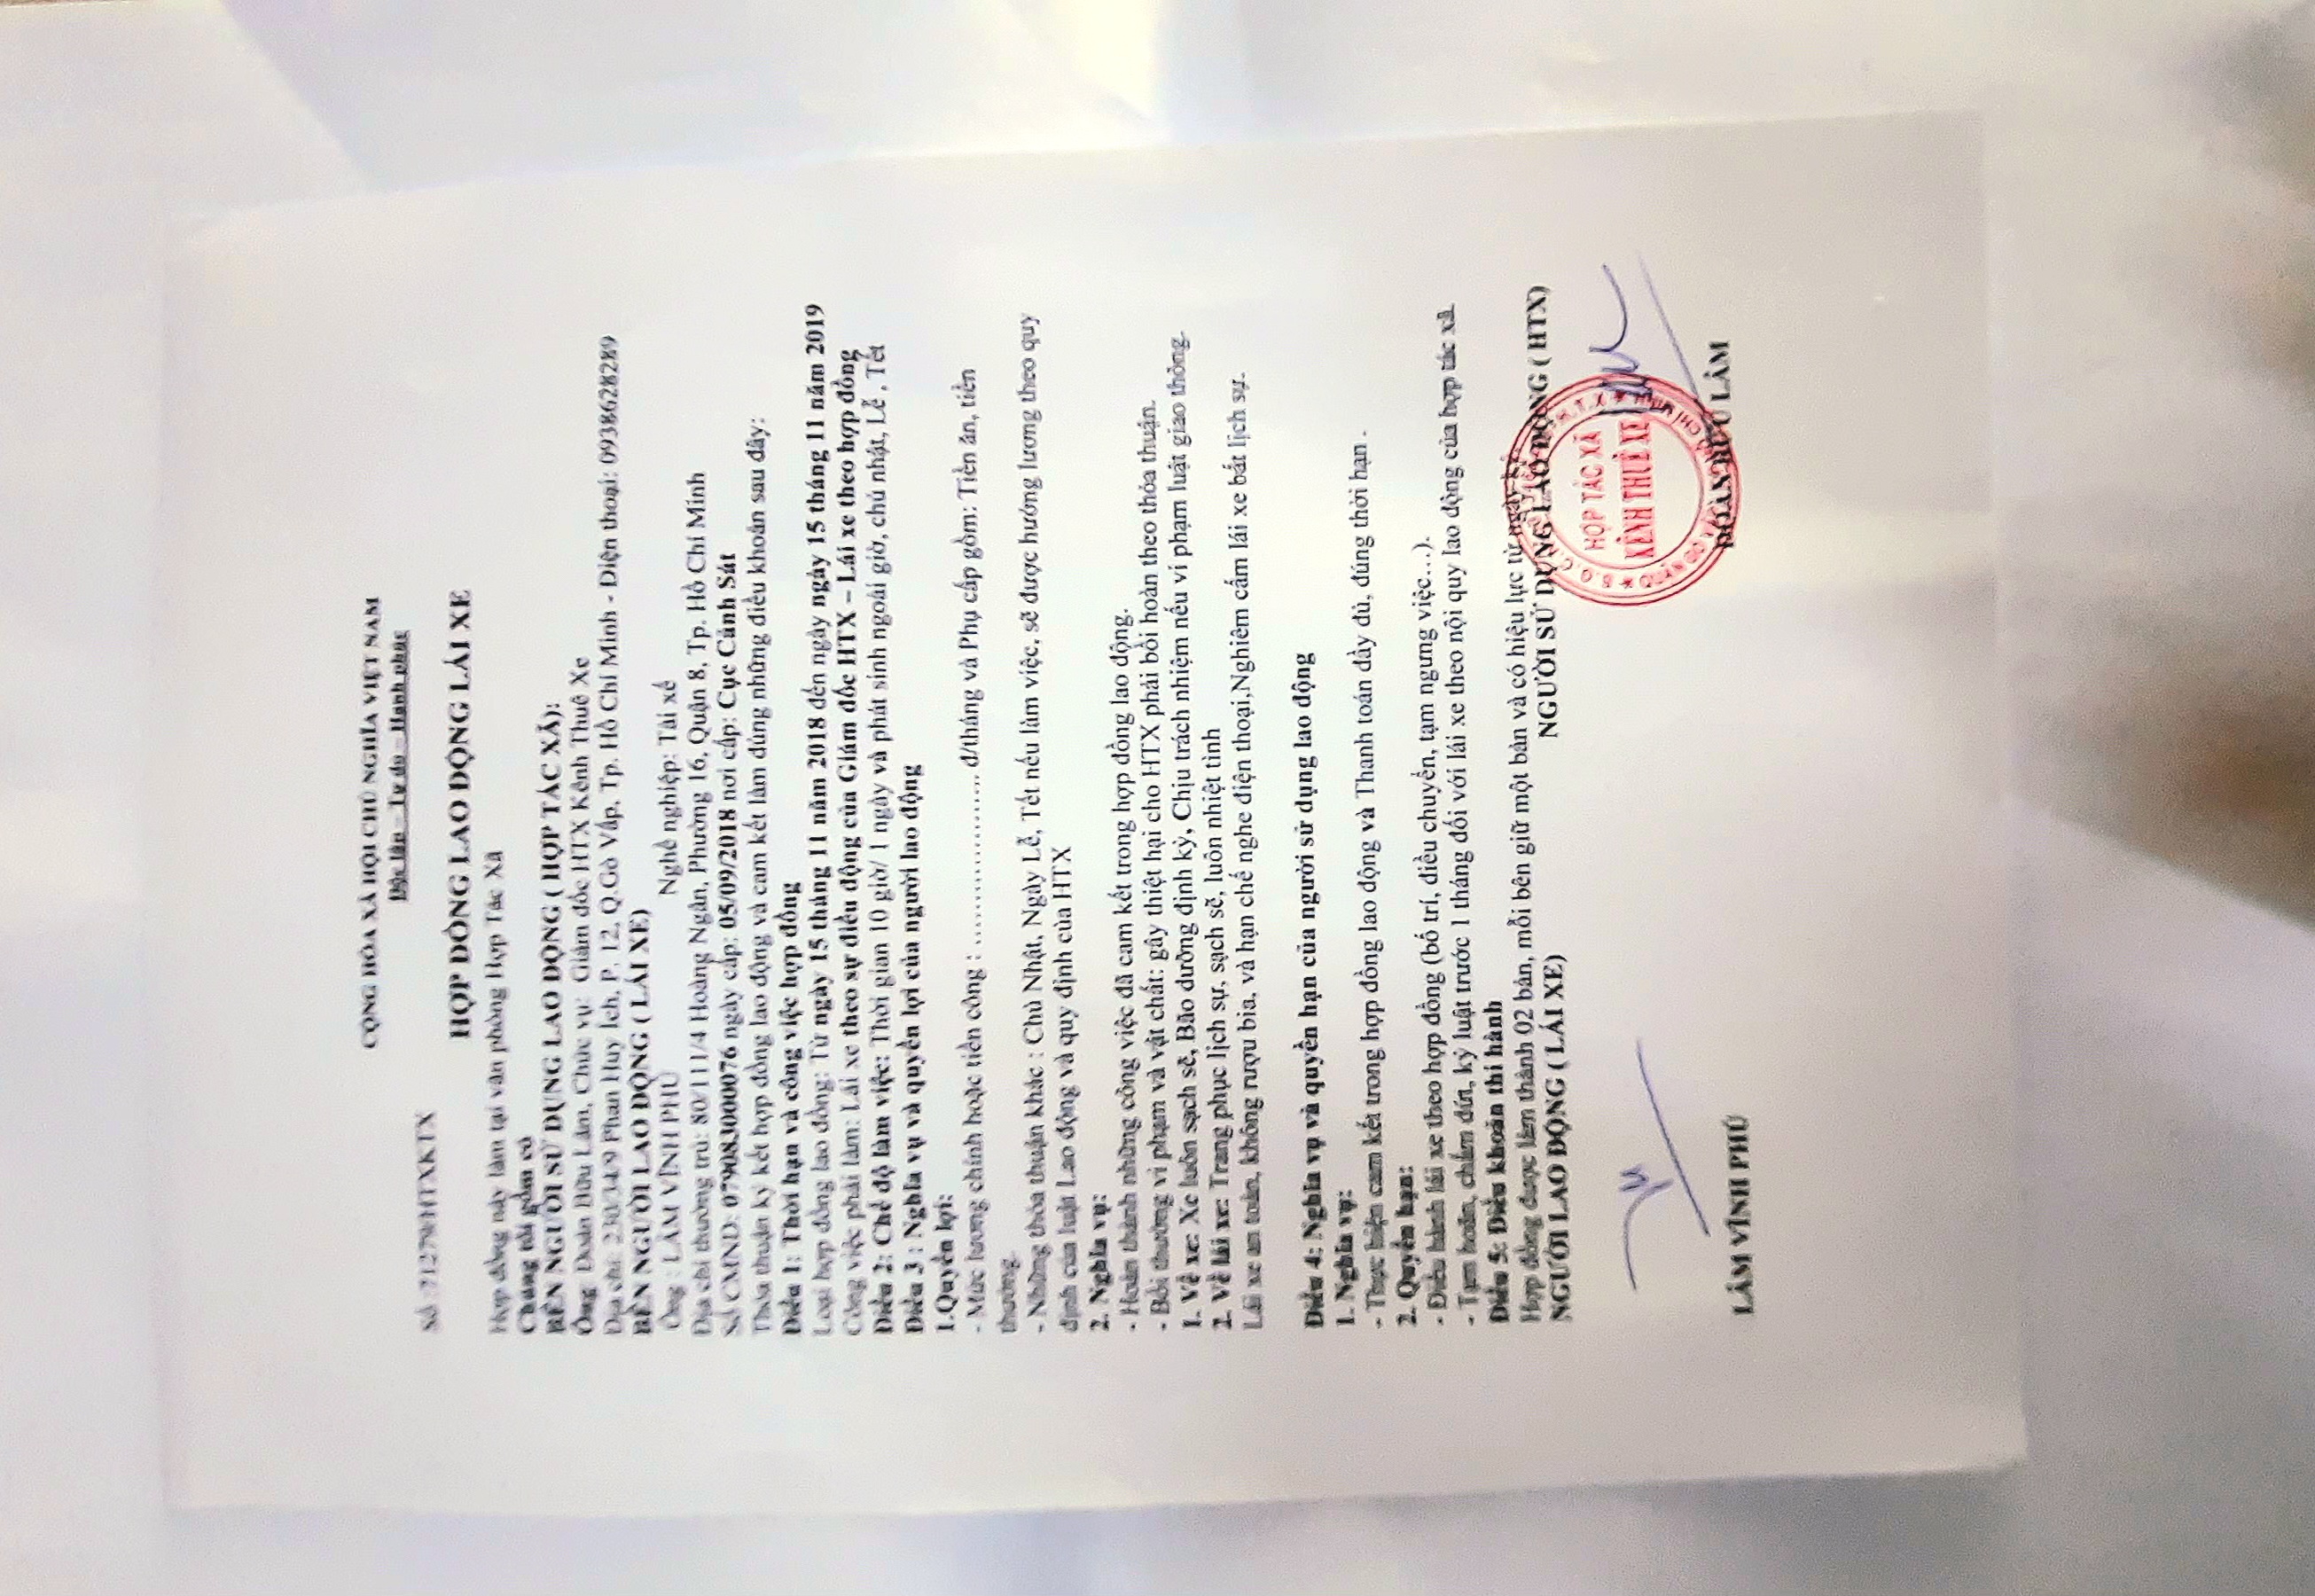 CỘNG HÒA XÃ HỘI CHỦ NGHĨA VIỆT NAM
Độc lập – Tự do – Hạnh phúc
Số :
HỢP ĐỒNG LAO ĐỘNG LÁI XE
Hợp đồng này làm tại văn phòng Hợp Tác Xã
Chúng tôi gồm có
BÊN NGƯỜI SỬ DỤNG LAO ĐỘNG ( HỢP TÁC XÃ):
Ông: Doãn Hữu Lâm, Chức vụ: Giám đốc HTX Kênh Thuê Xe
Địa chỉ: 230/34/9 Phan Huy Ích, P. 12, Q.Gò Vấp, Tp. Hồ Chí Minh - Điện thoại: 0938628289
BÊN NGƯỜI LAO ĐỘNG ( LÁI XE)
Ông : LÂM VĨNH PHÚ Nghề nghiệp: Tài xế
Địa chỉ thường trú: 80/111/4 Hoàng Ngân, Phường 16, Quận 8, Tp. Hồ Chí Minh
Số CMND: 079083000076 ngày cấp: 05/09/2018 nơi cấp: Cục Cảnh Sát
Thỏa thuận ký kết hợp đồng lao động và cam kết làm đúng những điều khoản sau đây:
Điều 1: Thời hạn và công việc hợp đồng
Loại hợp đồng lao đồng: Từ ngày 15 tháng 11 năm 2018 đến ngày ngày 15 tháng 11 năm 2019
Công việc phải làm: Lái xe theo sự điều động của Giám đốc HTX – Lái xe theo hợp đồng
Điều 2: Chế độ làm việc: Thời gian 10 giờ/ 1 ngày và phát sinh ngoài giờ, chủ nhật, Lễ , Tết
Điều 3 : Nghĩa vụ và quyền lợi của người lao động
1.Quyền lợi:
- Mức lương chính hoặc tiền công : ........................ đ/tháng và Phụ cấp gồm: Tiền ăn, tiền
thưởng.
- Những thỏa thuận khác : Chủ Nhật, Ngày Lễ, Tết nếu làm việc, sẽ được hưởng lương theo quy
định của luật Lao động và quy định của HTX
2. Nghĩa vụ:
- Hoàn thành những công việc đã cam kết trong hợp đồng lao động.
- Bồi thường vi phạm và vật chất: gây thiệt hại cho HTX phải bồi hoàn theo thỏa thuận.
1. Về xe: Xe luôn sạch sẽ, Bảo dưỡng định kỳ, Chịu trách nhiệm nếu vi phạm luật giao thông.
2. Về lái xe: Trang phục lịch sự, sạch sẽ, luôn nhiệt tình
Lái xe an toàn, không rượu bia, và hạn chế nghe điện thoại.Nghiêm cấm lái xe bất lịch sự.
Điều 4: Nghĩa vụ và quyền hạn của người sử dụng lao động
1. Nghĩa vụ:
- Thực hiện cam kết trong hợp đồng lao động và Thanh toán đầy đủ, đúng thời hạn .
2. Quyền hạn:
- Điều hành lái xe theo hợp đồng (bố trí, điều chuyển, tạm ngưng việc…).
- Tạm hoãn, chấm dứt, kỷ luật trước 1 tháng đối với lái xe theo nội quy lao động của hợp tác xã.
Điều 5: Điều khoản thi hành
Hợp đồng được làm thành 02 bản, mỗi bên giữ một bản và có hiệu lực từ ngày ký
NGƯỜI LAO ĐỘNG ( LÁI XE) NGƯỜI SỬ DỤNG LAO ĐỘNG ( HTX)
HỢP TÁC XÃ
KÊNH THUÊ XE
LÂM VĨNH PHÚ DOÃN HỮU LÂM